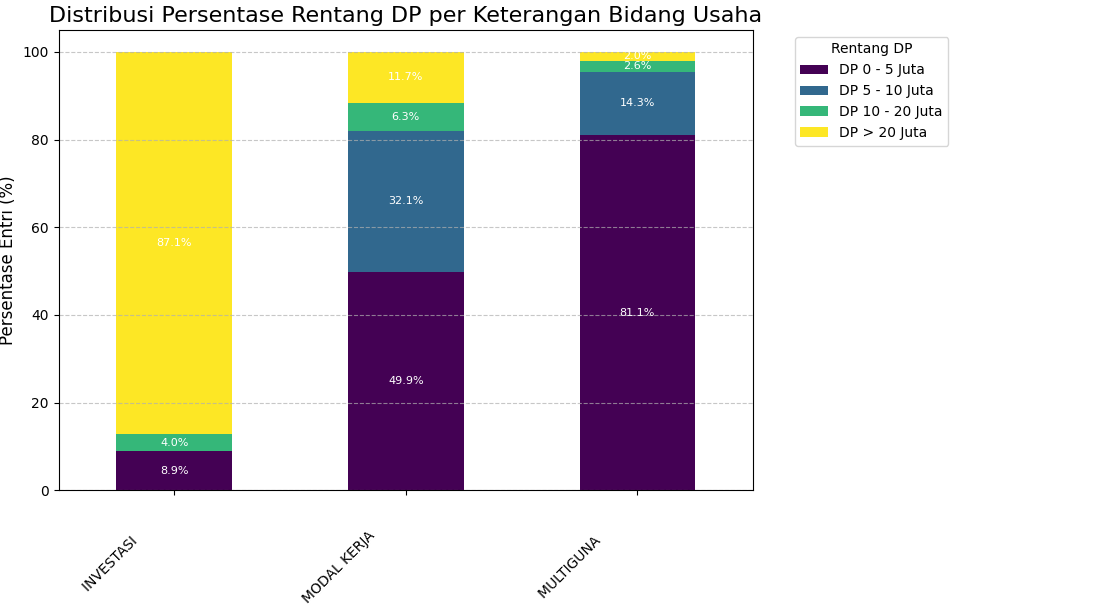 Distribusi Persentase Rentang DP per Keterangan Bidang Usaha
Persentase Entri (%)
100
80
60
40
20
0
87.1%
4.0%
8.9%
11.7%
6.3%
32.1%
49.9%
2.0%
2.6%
14.3%
81.1%
INVESTASI
MODAL KERJA
MULTIGUNA
Rentang DP
DP 0 - 5 Juta
DP 5 - 10 Juta
DP 10 - 20 Juta
DP > 20 Juta